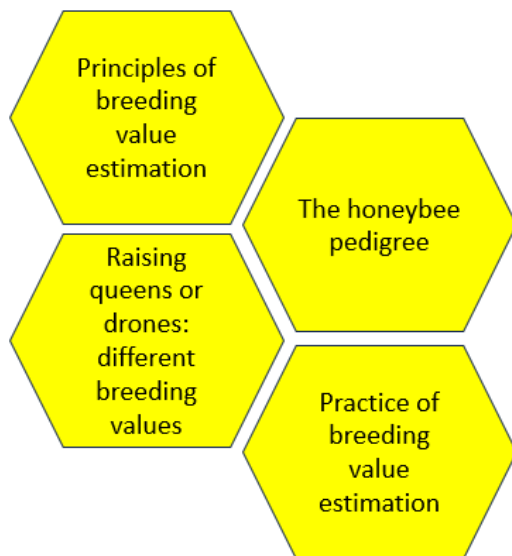 Principles of
breeding
value
estimation
The honeybee
pedigree
Raising
queens or
drones:
different
breeding
values
Practice of
breeding
value
estimation